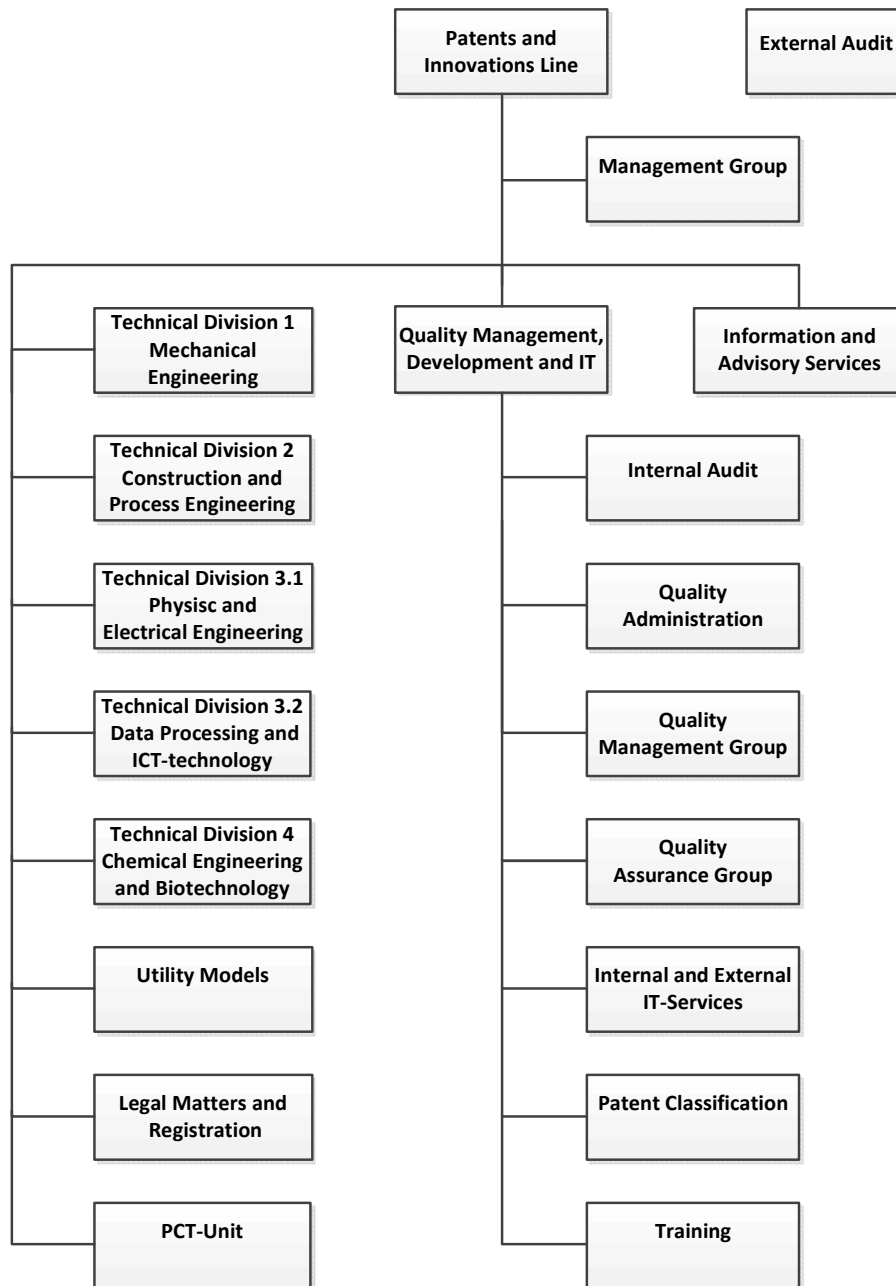 Patents and
Innovations Line
External Audit
Management Group
Technical Division 1
Mechanical
Engineering
Quality Management,
Development and IT
Information and
Advisory Services
Technical Division 2
Construction and
Process Engineering
Internal Audit
Technical Division 3.1
Physisc and
Electrical Engineering
Quality
Administration
Technical Division 3.2
Data Processing and
ICT-technology
Quality
Management Group
Technical Division 4
Chemical Engineering
and Biotechnology
Quality
Assurance Group
Utility Models
Internal and External
IT-Services
Legal Matters and
Registration
Patent Classification
PCT-Unit
Training